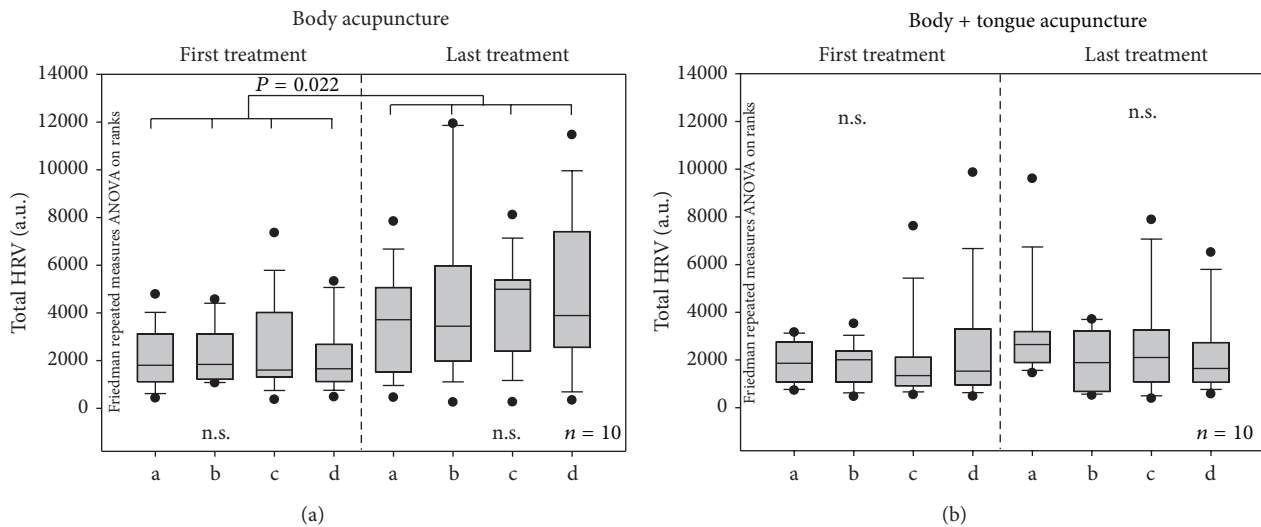 Body acupuncture
First treatment
Last treatment
P = 0.022
14000
12000
10000
8000
6000
4000
2000
0
Total HRV (a.u.)
Friedman repeated measures ANOVA on ranks
n.s.
n.s.
n = 10
a b c d a b c d
(a)
Body + tongue acupuncture
First treatment
Last treatment
14000
12000
10000
8000
6000
4000
2000
0
Total HRV (a.u.)
Friedman repeated measures ANOVA on ranks
n.s.
n.s.
n = 10
a b c d a b c d
(b)